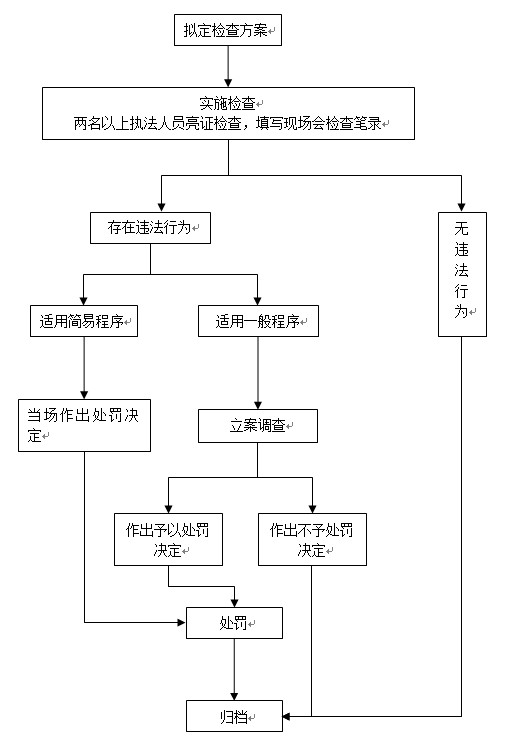 拟定检查方案
实施检查
两名以上执法人员亮证检查，填写现场会检查笔录
存在违法行为
无
违
法
行
为
适用简易程序
适用一般程序
当场作出处罚决
定
立案调查
作出予以处罚
决定
作出不予处罚
决定
处罚
归档